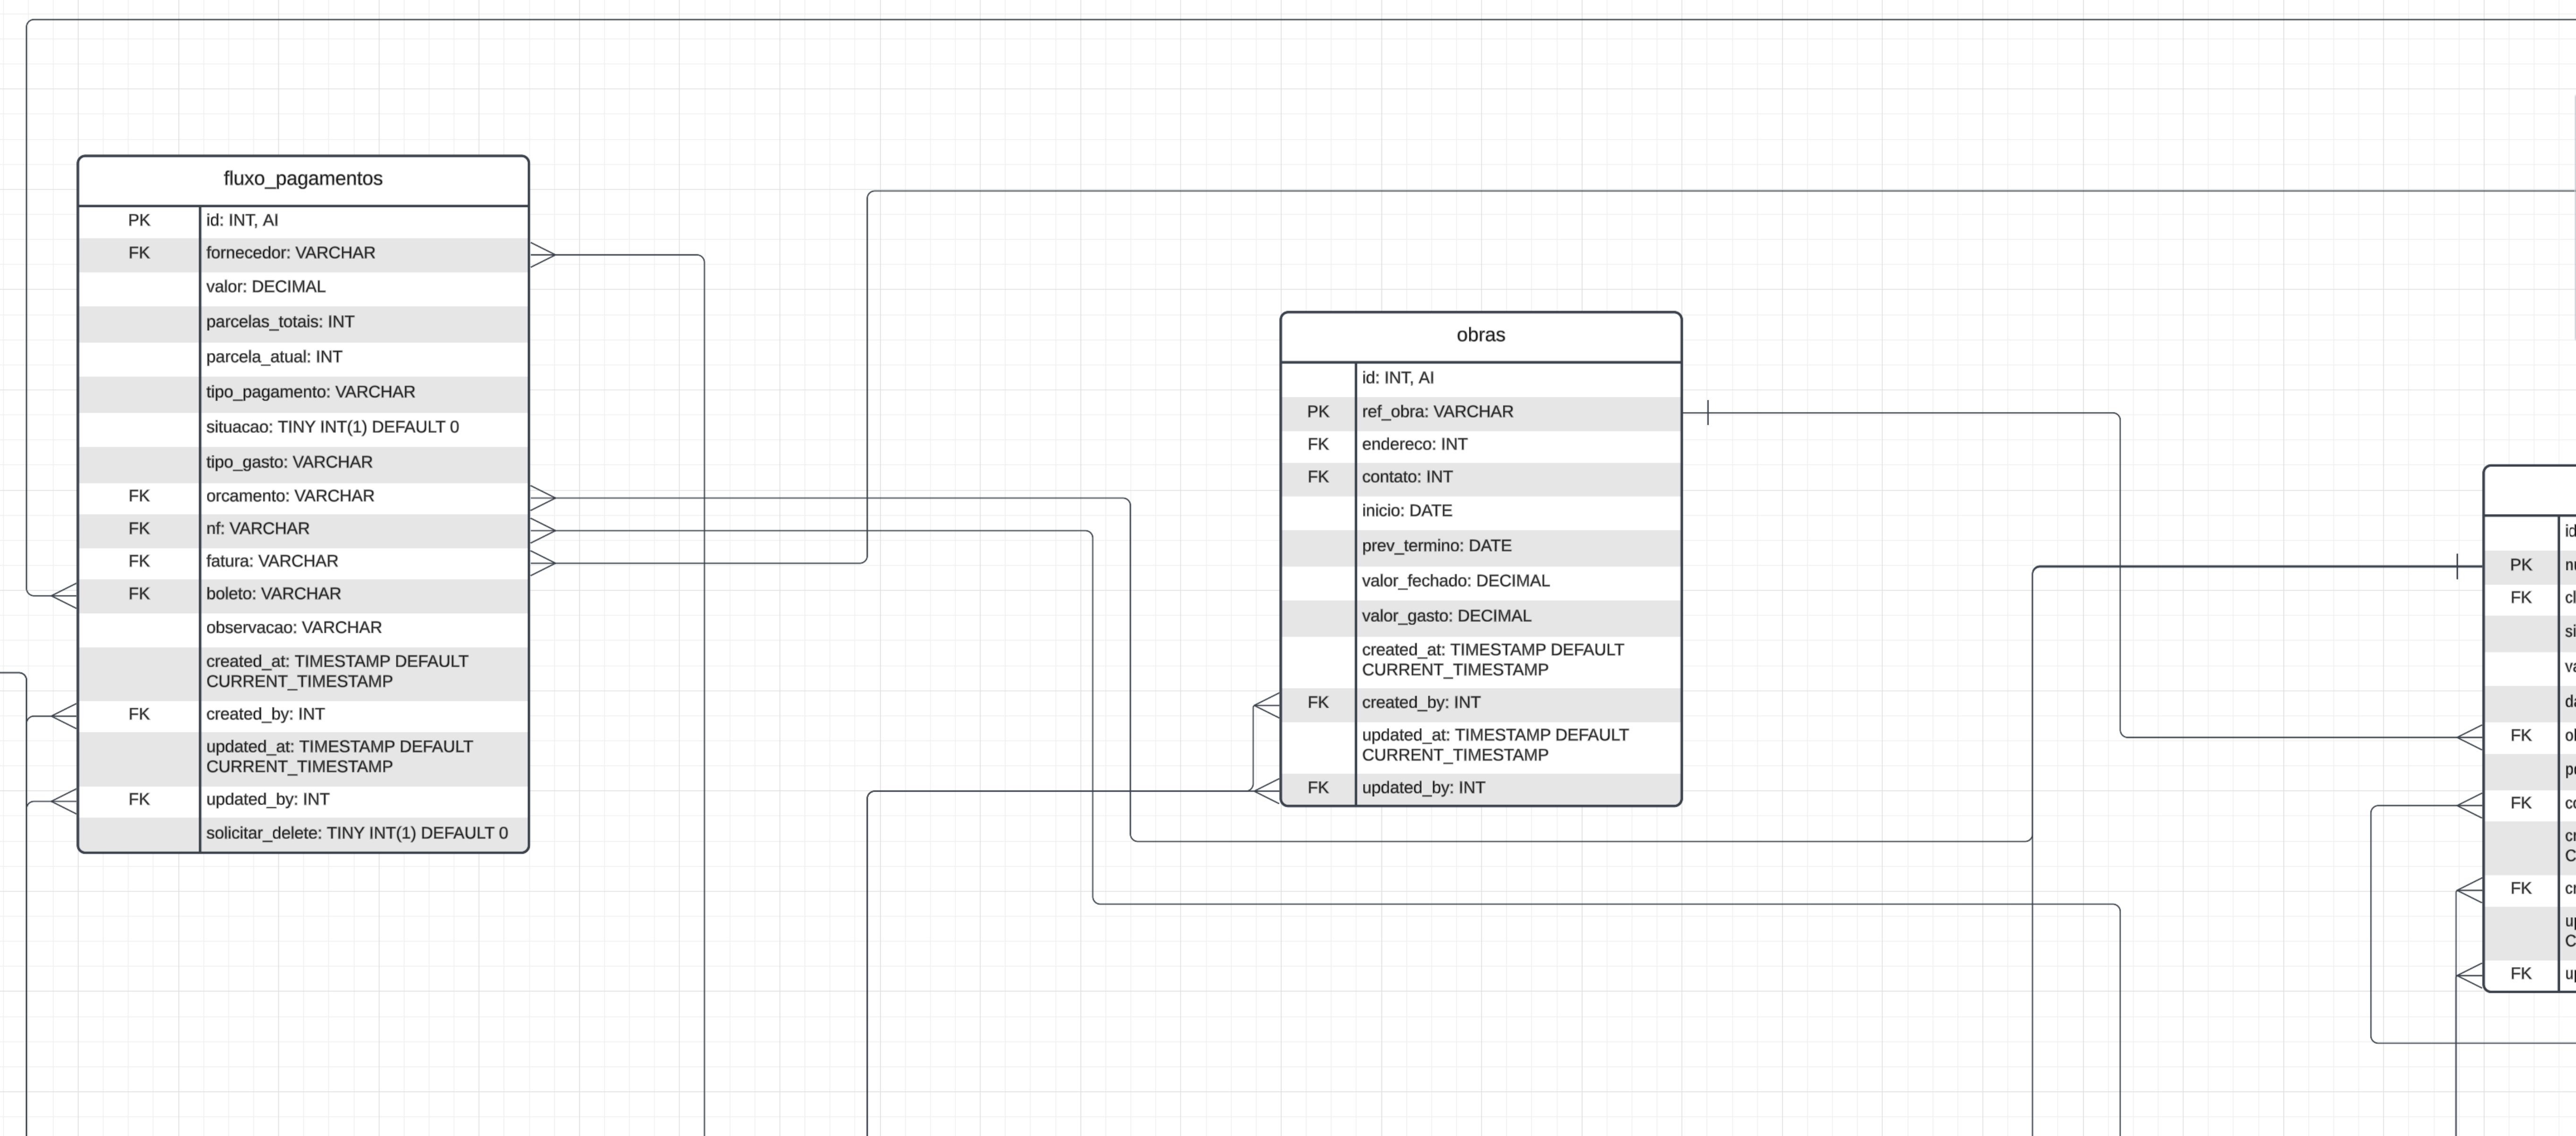 fluxo_pagamentos
PK id: INT, AI
FK fornecedor: VARCHAR
valor: DECIMAL
parcelas_totais: INT
parcela_atual: INT
tipo_pagamento: VARCHAR
situacao: TINY INT(1) DEFAULT 0
tipo_gasto: VARCHAR
FK orcamento: VARCHAR
FK nf: VARCHAR
FK fatura: VARCHAR
FK boleto: VARCHAR
observacao: VARCHAR
created_at: TIMESTAMP DEFAULT
CURRENT_TIMESTAMP
FK created_by: INT
updated_at: TIMESTAMP DEFAULT
CURRENT_TIMESTAMP
FK updated_by: INT
solicitar_delete: TINY INT(1) DEFAULT 0
obras
id: INT, AI
PK ref_obra: VARCHAR
FK endereco: INT
FK contato: INT
inicio: DATE
prev_termino: DATE
valor_fechado: DECIMAL
valor_gasto: DECIMAL
created_at: TIMESTAMP DEFAULT
CURRENT_TIMESTAMP
FK created_by: INT
updated_at: TIMESTAMP DEFAULT
CURRENT_TIMESTAMP
FK updated_by: INT
PK
FK
FK
FK
FK
FK